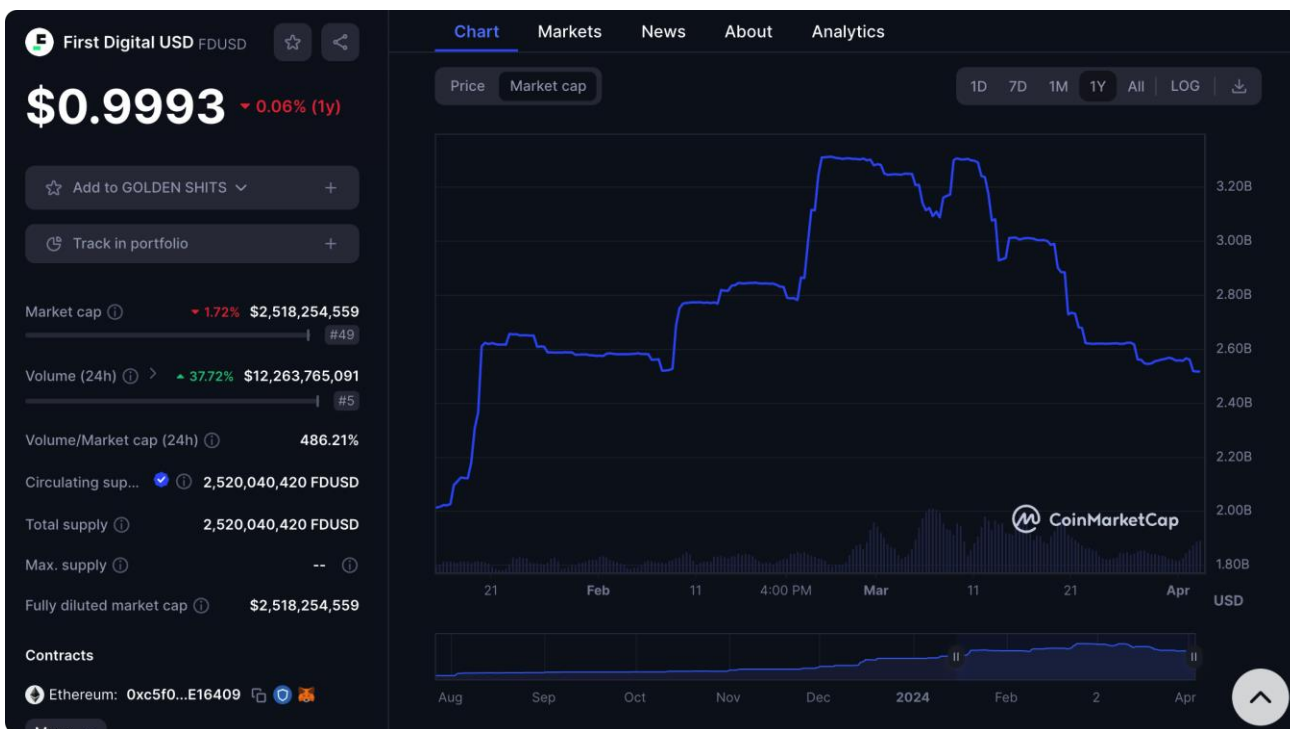 First Digital USD FDUSD
$0.9993 0.06% (1y)
Add to GOLDEN SHITS +
Track in portfolio +
Market cap 1.72% $2,518,254,559
#49
Volume (24h) > 37.72% $12,263,765,091
#5
Volume/Market cap (24h) 486.21%
Circulating sup... 2,520,040,420 FDUSD
Total supply 2,520,040,420 FDUSD
Max. supply --
Fully diluted market cap $2,518,254,559
Contracts
Ethereum: 0xc5f0...E16409
Chart Markets News About Analytics
Price Market cap 1D 7D 1M 1Y All LOG
3.20B
3.00B
2.80B
2.60B
2.40B
2.20B
2.00B
1.80B
CoinMarketCap
21 Feb 11 4:00 PM Mar 11 21 Apr USD
Aug Sep Oct Nov Dec 2024 Feb 2 Apr